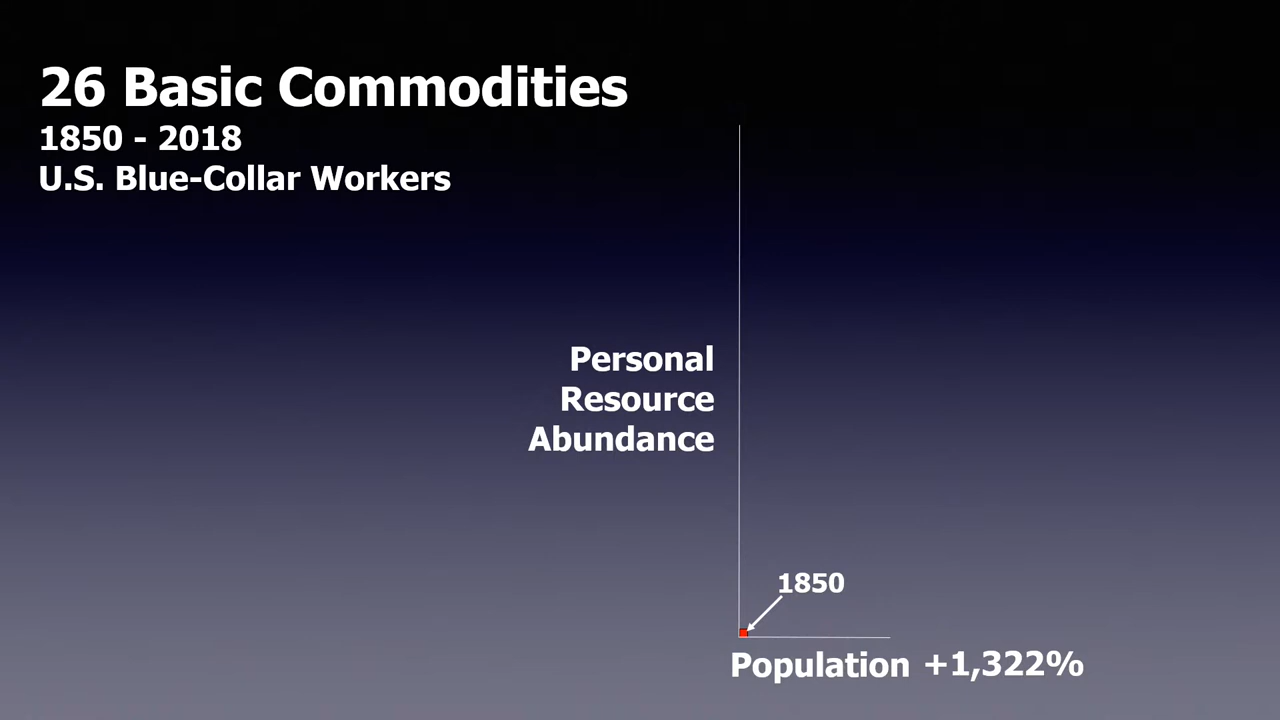 26 Basic Commodities
1850 - 2018
U.S. Blue-Collar Workers
Personal
Resource
Abundance
1850
Population +1,322%